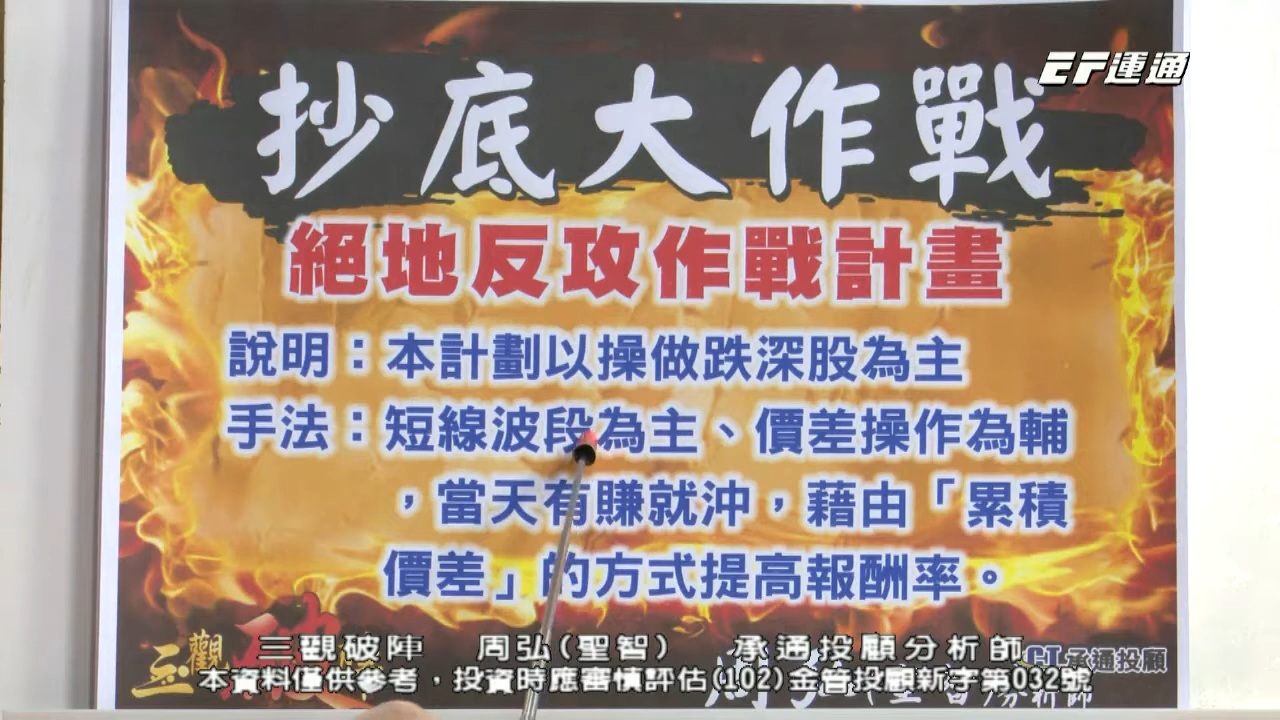 EF運通
抄底大作戰
絕地反攻作戰計畫
說明：本計劃以操做跌深股為主
手法：短線波段為主、價差操作為輔
，當天有賺就沖，藉由「累積
價差」的方式提高報酬率。
三觀
三觀破陣 周弘(聖智) 承通投顧分析師
CT 承通投顧
本資料僅供參考，投資時應審慎評估(102)金管投顧新字第032號